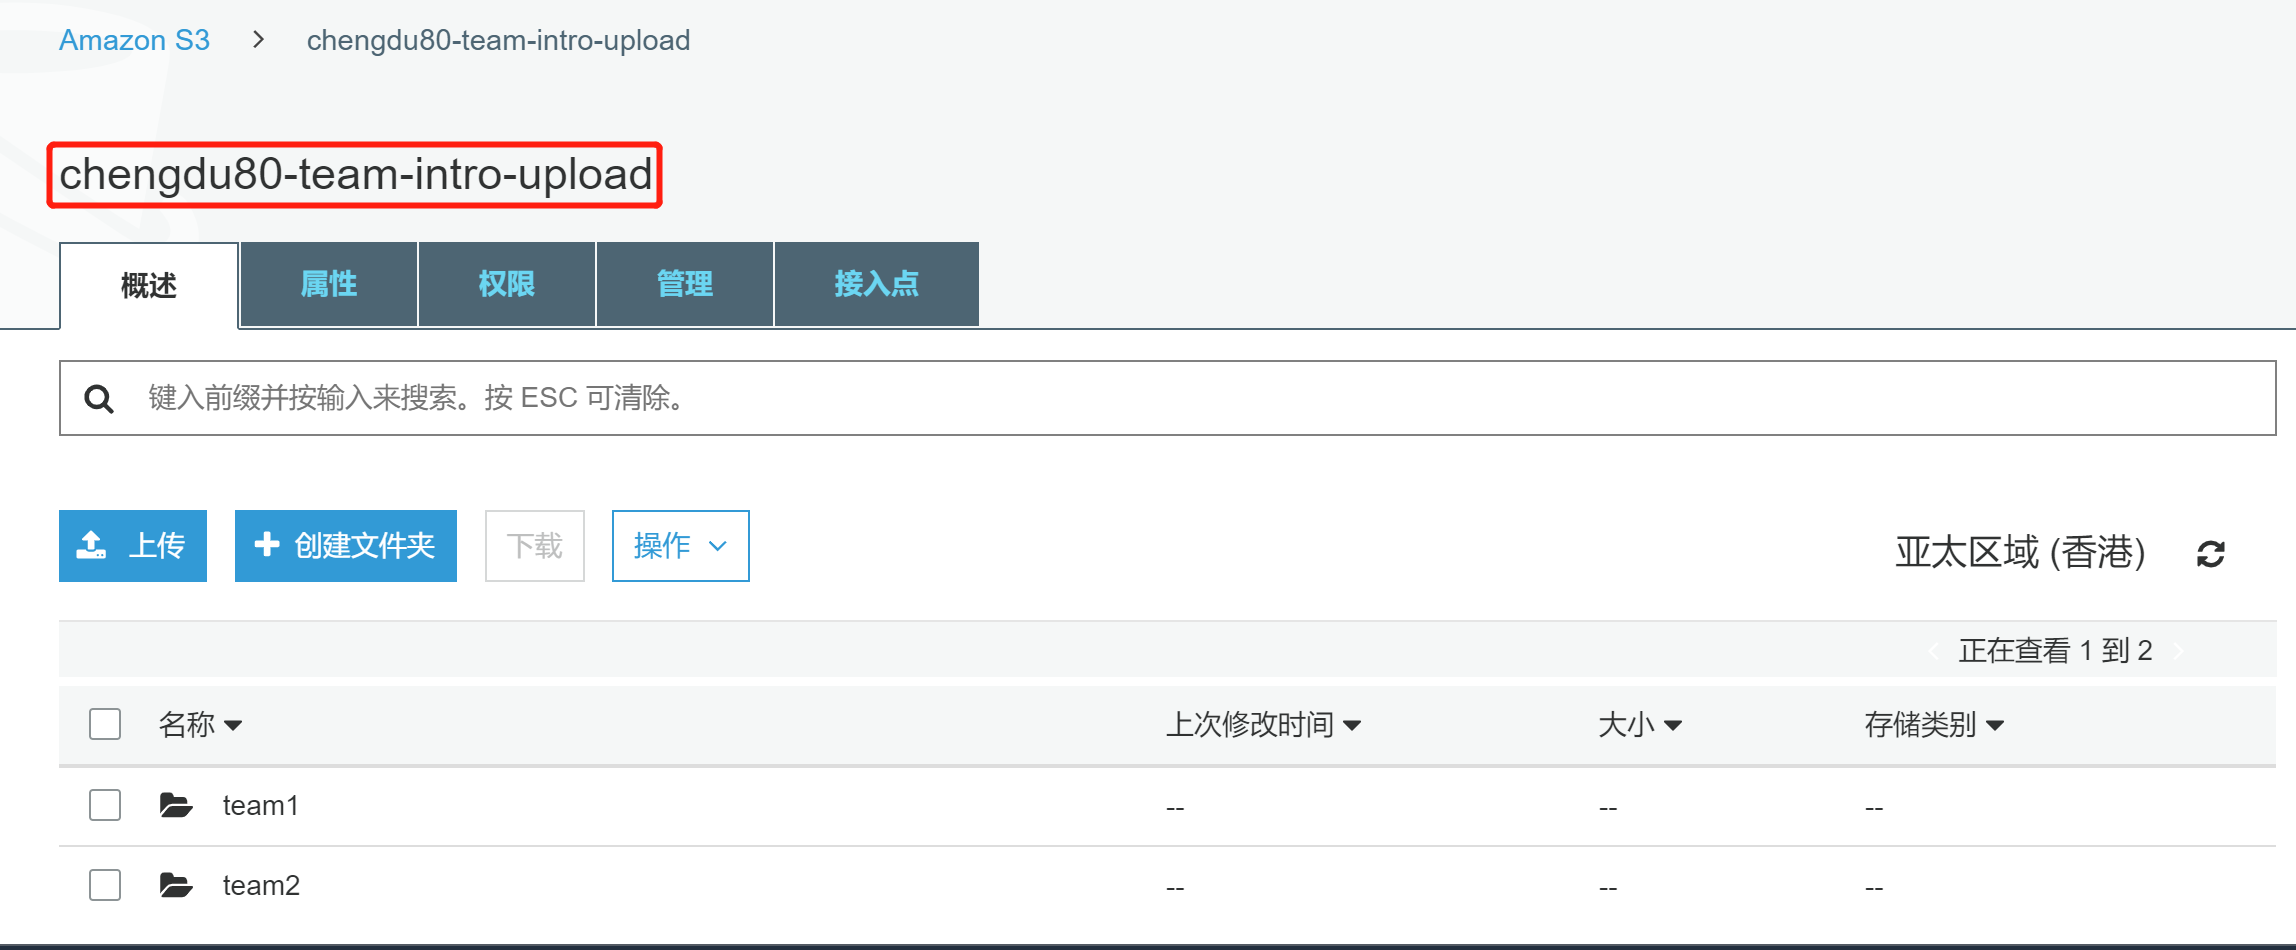 Amazon S3 > chengdu80-team-intro-upload
chengdu80-team-intro-upload
概述 属性 权限 管理 接入点
键入前缀并按输入来搜索。按 ESC 可清除。
上传 创建文件夹 下载 操作 亚太区域 (香港)
正在查看 1 到 2
名称 上次修改时间 大小 存储类别
team1 -- -- --
team2 -- -- --